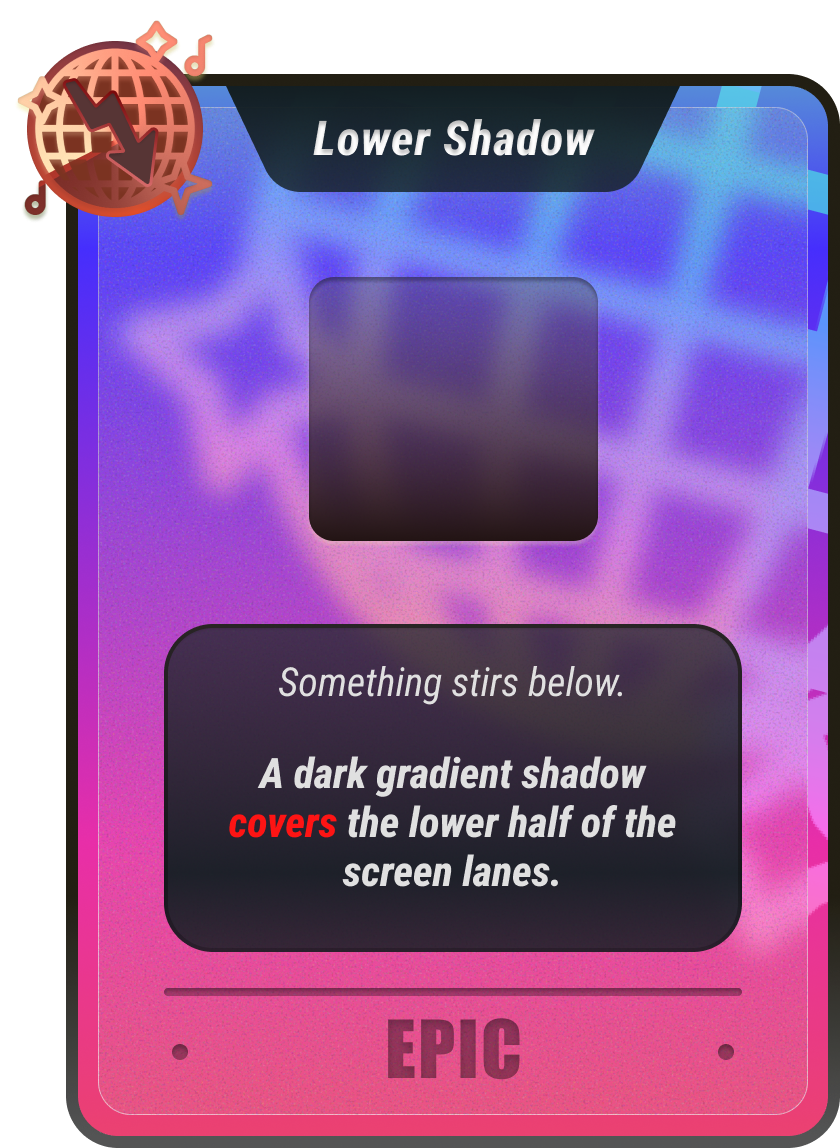 Lower Shadow
Something stirs below.
A dark gradient shadow
covers the lower half of the
screen lanes.
EPIC